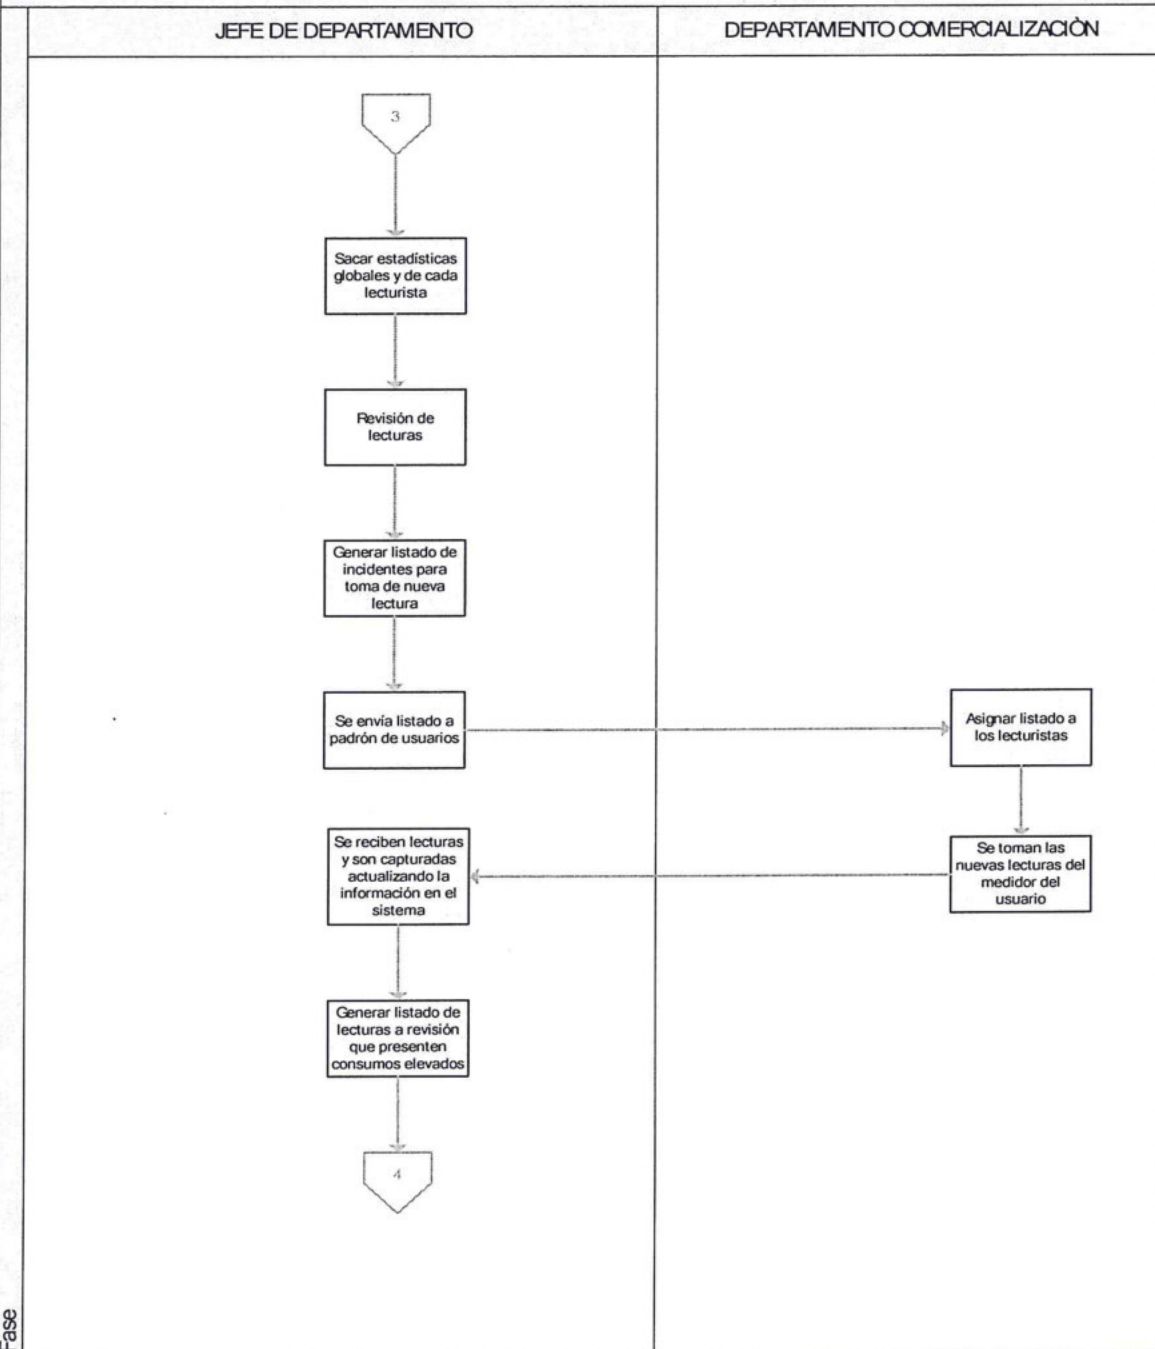 JEFE DE DEPARTAMENTO
DEPARTAMENTO COMERCIALIZACIÒN
3
Sacar estadísticas
globales y de cada
lecturista
Revisión de
lecturas
Generar listado de
incidentes para
toma de nueva
lectura
Se envía listado a
padrón de usuarios
Asignar listado a
los lecturistas
Se toman las
nuevas lecturas del
medidor del
usuario
Se reciben lecturas
y son capturadas
actualizando la
información en el
sistema
Generar listado de
lecturas a revisión
que presenten
consumos elevados
4
Fase